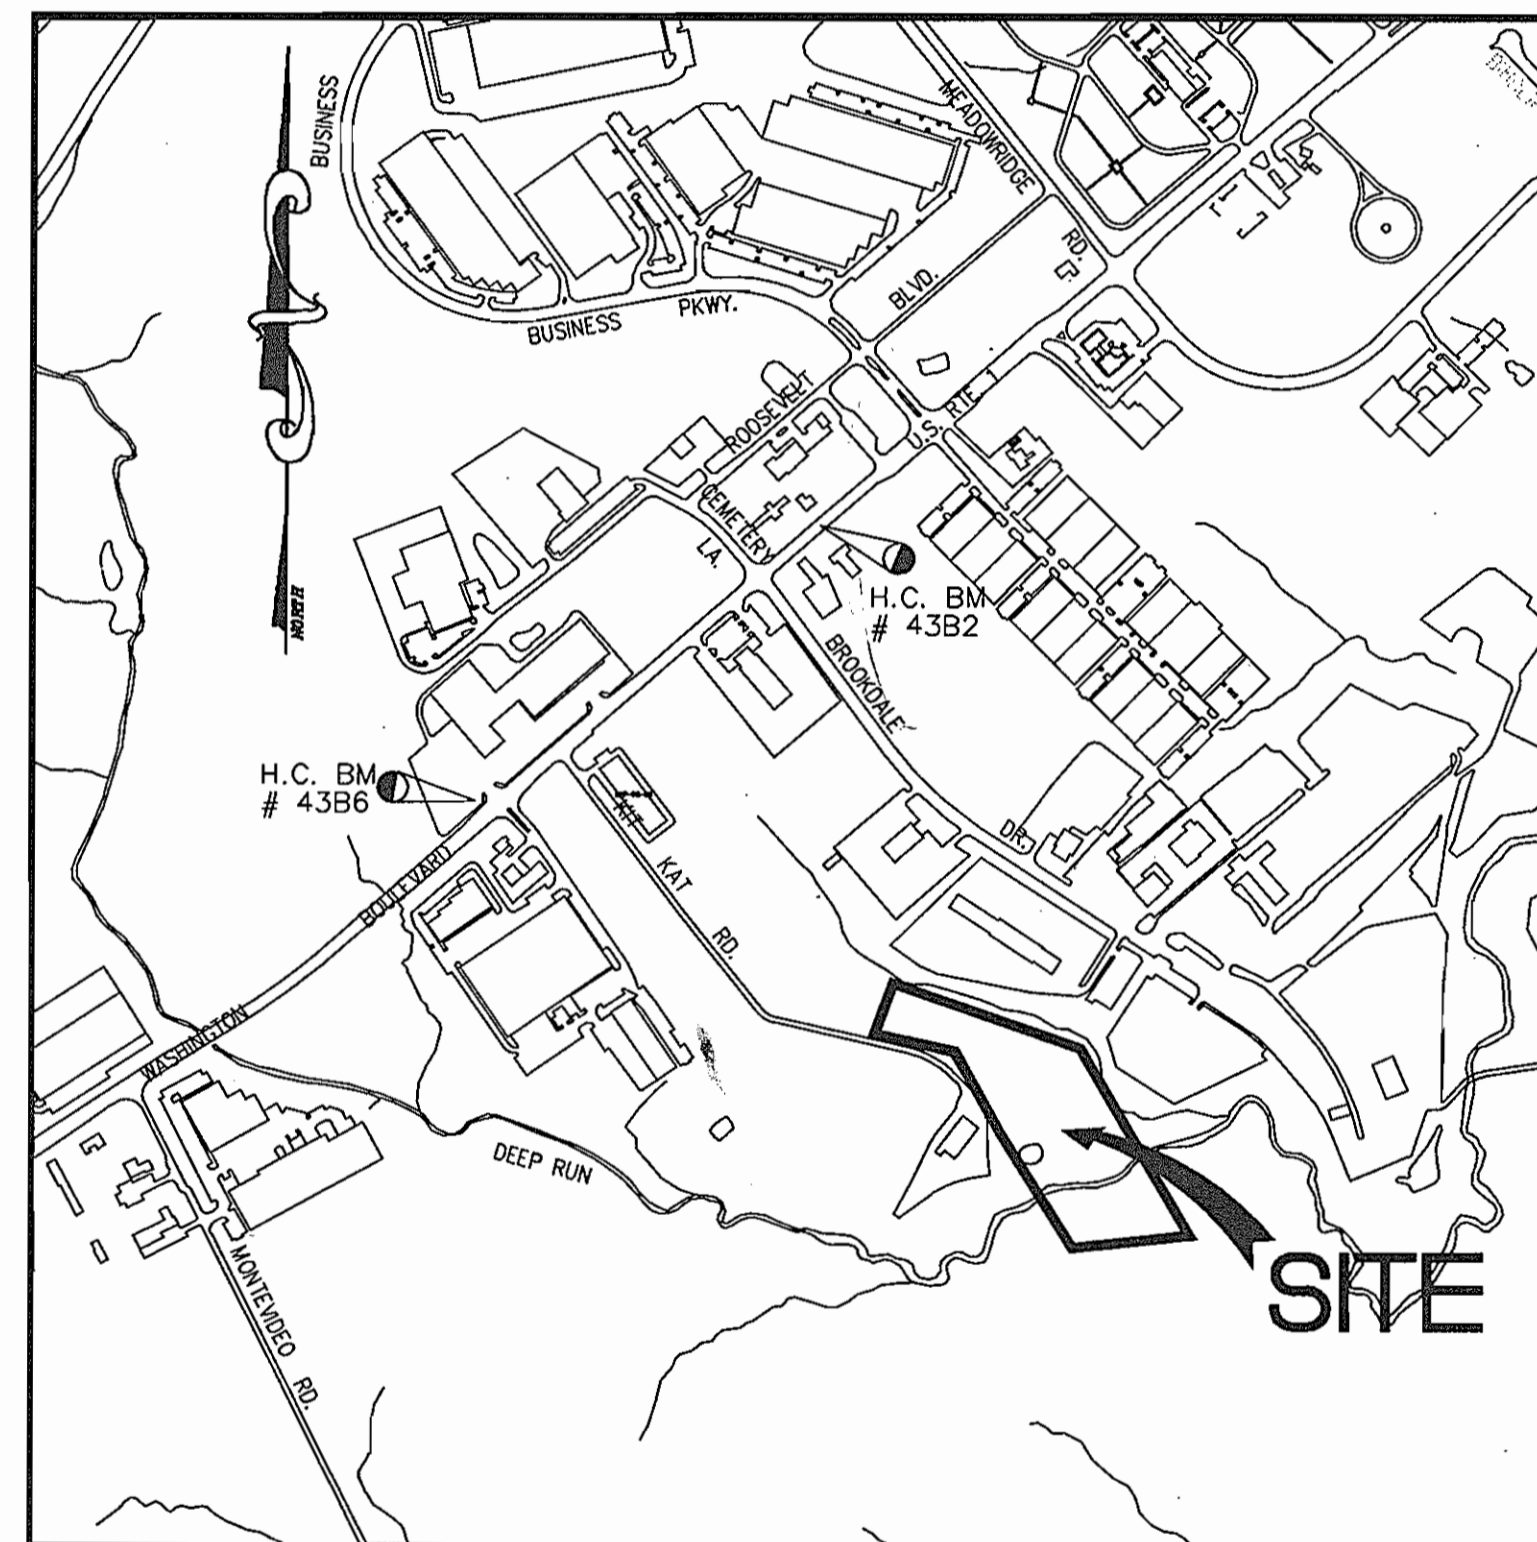 BUSINESS
MEADOWRIDGE
RD.
BLVD.
PKWY.
BUSINESS
ROOSEVELT
U.S. RTE 1
CEMETERY
LA.
NORTH
H.C. BM
# 43B2
BROOKDALE
DR.
H.C. BM
# 43B6
KIT
KAT
RD.
BOULEVARD
WASHINGTON
DEEP RUN
MONTEVIDEO
RD.
SITE